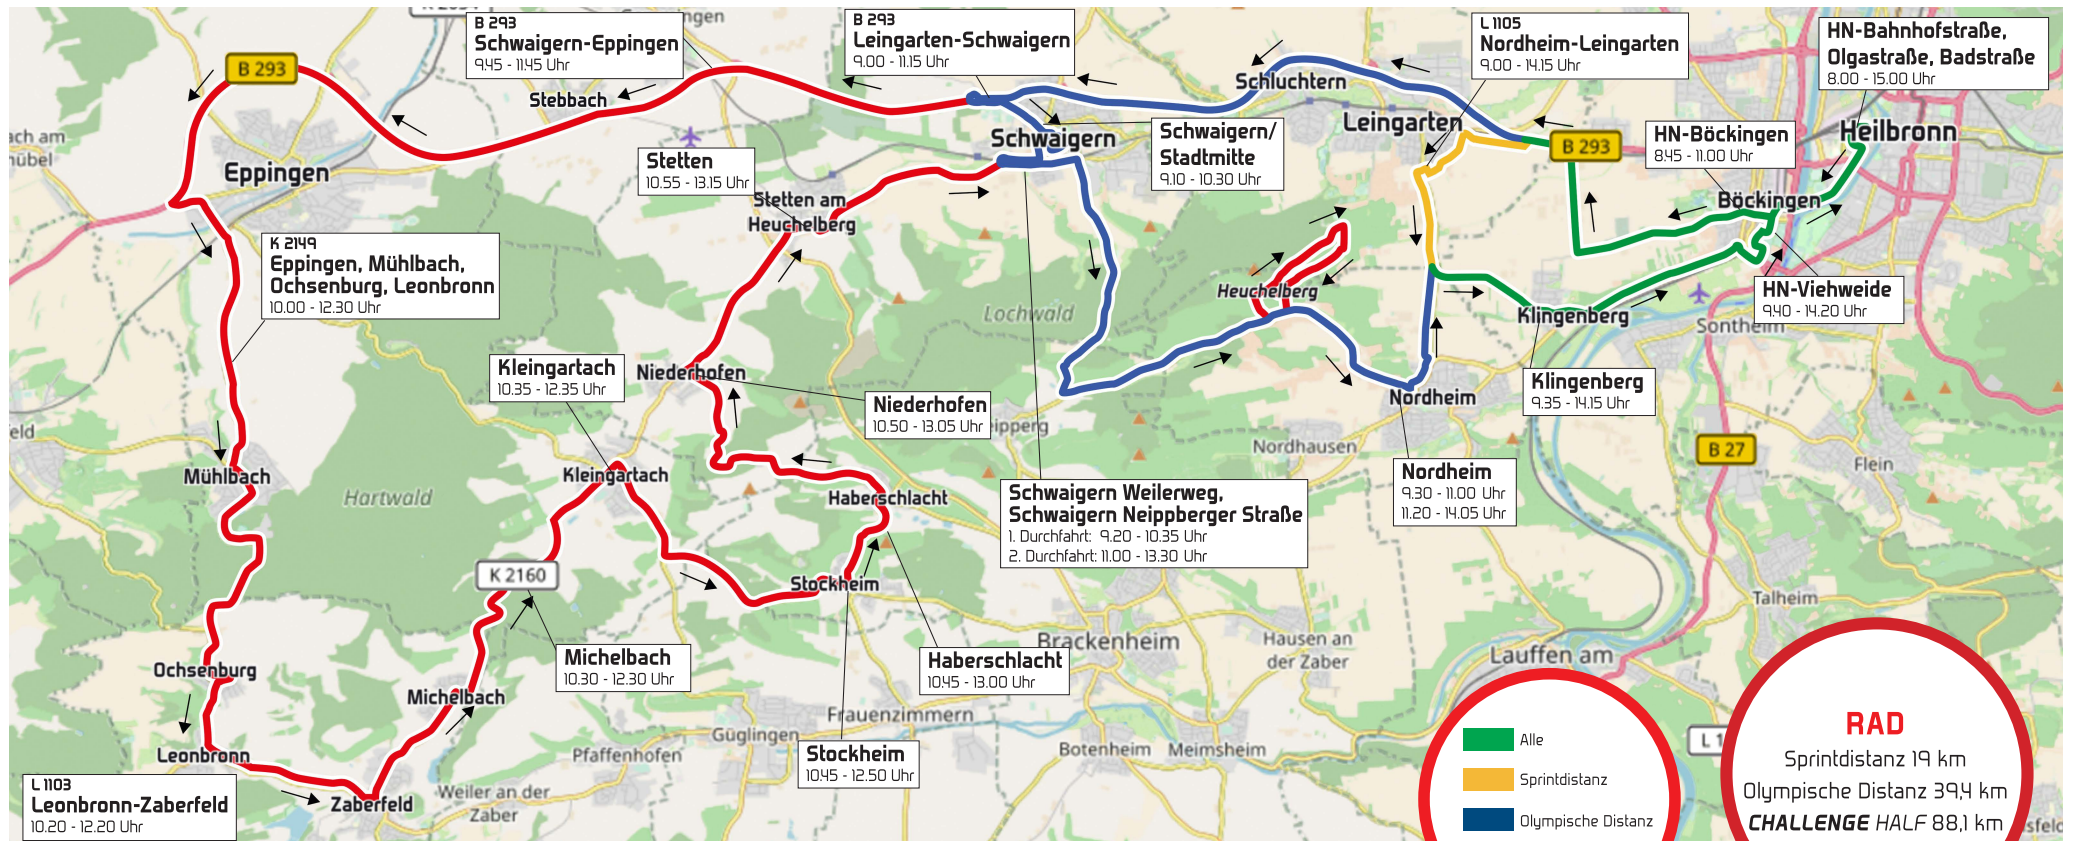 B 293
Schwaigern-Eppingen
9.45 - 11.45 Uhr
B 293
Leingarten-Schwaigern
9.00 - 11.15 Uhr
L 1105
Nordheim-Leingarten
9.00 - 14.15 Uhr
HN-Bahnhofstraße,
Olgastraße, Badstraße
8.00 - 15.00 Uhr
B 293
Stebbach
Schluchtern
Leingarten
Schwaigern
Schwaigern/
Stadtmitte
9.10 - 10.30 Uhr
B 293
HN-Böckingen
8.45 - 11.00 Uhr
Heilbronn
ach am
Eppingen
Stetten
10.55 - 13.15 Uhr
Stetten am
Heuchelberg
Böckingen
K 2149
Eppingen, Mühlbach,
Ochsenburg, Leonbronn
10.00 - 12.30 Uhr
Lochwald
Heuchelberg
Klingenberg
HN-Viehweide
9.40 - 14.20 Uhr
Sontheim
Kleingartach
10.35 - 12.35 Uhr
Niederhofen
Niederhofen
10.50 - 13.05 Uhr
Nordheim
Klingenberg
9.35 - 14.15 Uhr
eld
eipperg
Nordhausen
B 27
Flein
Mühlbach
Hartwald
Kleingartach
Haberschlacht
Schwaigern Weilerweg,
Schwaigern Neippberger Straße
1. Durchfahrt: 9.20 - 10.35 Uhr
2. Durchfahrt: 11.00 - 13.30 Uhr
Nordheim
9.30 - 11.00 Uhr
11.20 - 14.05 Uhr
K 2160
Stockheim
Talheim
Brackenheim
Hausen an
der Zaber
Lauffen am
Ochsenburg
Michelbach
10.30 - 12.30 Uhr
Haberschlacht
10.45 - 13.00 Uhr
Michelbach
Frauenzimmern
Güglingen
Leonbronn
Pfaffenhofen
Stockheim
10.45 - 12.50 Uhr
Botenheim
Meimsheim
L 1103
Leonbronn-Zaberfeld
10.20 - 12.20 Uhr
Zaberfeld
Weiler an der
Zaber
Alle
Sprintdistanz
Olympische Distanz
L 1
RAD
Sprintdistanz 19 km
Olympische Distanz 39,4 km
CHALLENGE HALF 88,1 km